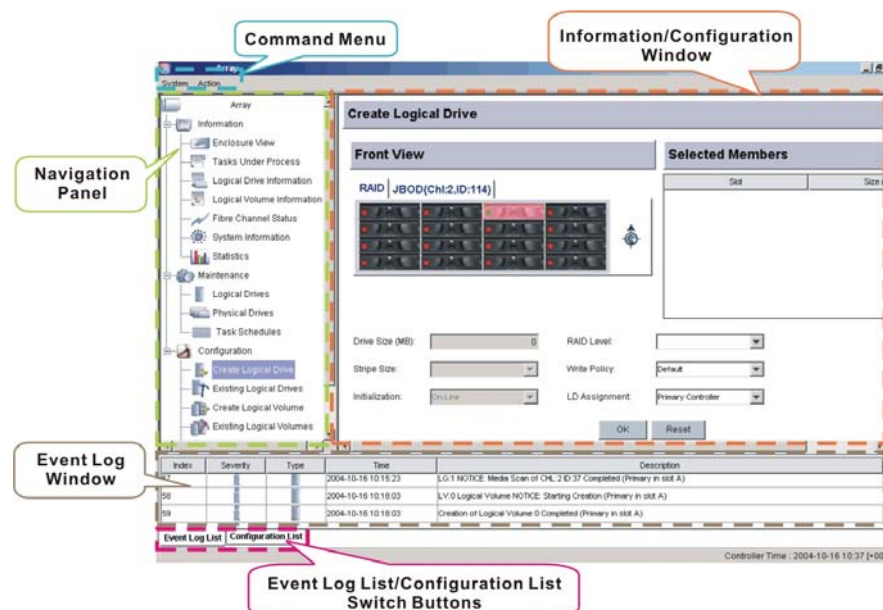 Command Menu
Information/Configuration
Window
Array
System Action
Array
Information
Enclosure View
Tasks Under Process
Logical Drive Information
Logical Volume Information
Fibre Channel Status
System Information
Statistics
Maintenance
Logical Drives
Physical Drives
Task Schedules
Configuration
Create Logical Drive
Existing Logical Drives
Create Logical Volume
Existing Logical Volumes
Navigation
Panel
Create Logical Drive
Front View
Selected Members
RAID JBOD(Chl:2,ID:114)
Slot Size
Drive Size (MB): 0 RAID Level:
Stripe Size: Write Policy: Default
Initialization: On-Line LD Assignment: Primary Controller
OK Reset
Event Log
Window
Index Severity Type Time Description
2004-10-16 10:15:23 LG:1 NOTICE: Media Scan of CHL:2 ID:37 Completed (Primary in slot A)
58 2004-10-16 10:18:03 LV:0 Logical Volume NOTICE: Starting Creation (Primary in slot A)
59 2004-10-16 10:18:03 Creation of Logical Volume 0 Completed (Primary in slot A)
Event Log List Configuration List
Controller Time : 2004-10-16 10:37 [+00
Event Log List/Configuration List
Switch Buttons